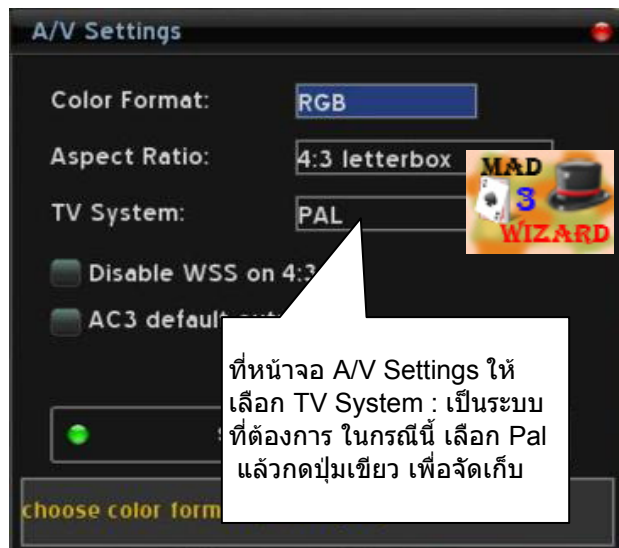 A/V Settings
Color Format: RGB
Aspect Ratio: 4:3 letterbox
MAD
3
WIZARD
TV System: PAL
Disable WSS on 4:3
AC3 default
ที่หน้าจอ A/V Settings ให้
เลือก TV System : เป็นระบบ
ที่ต้องการ ในกรณีนี้ เลือก Pal
แล้วกดปุ่มเขียว เพื่อจัดเก็บ
choose color form